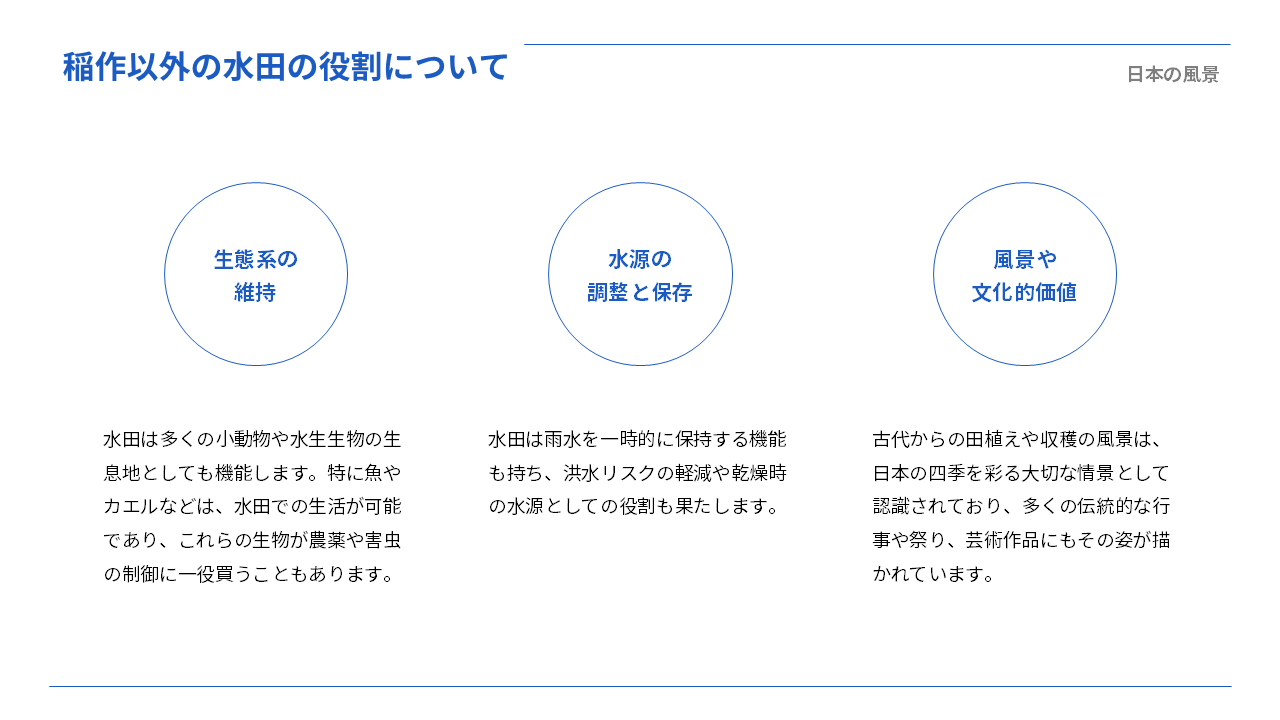 稲作以外の水田の役割について
日本の風景
生態系の
維持
水田は多くの小動物や水生生物の生
息地としても機能します。特に魚や
カエルなどは、水田での生活が可能
であり、これらの生物が農薬や害虫
の制御に一役買うこともあります。
水源の
調整と保存
水田は雨水を一時的に保持する機能
も持ち、洪水リスクの軽減や乾燥時
の水源としての役割も果たします。
風景や
文化的価値
古代からの田植えや収穫の風景は、
日本の四季を彩る大切な情景として
認識されており、多くの伝統的な行
事や祭り、芸術作品にもその姿が描
かれています。